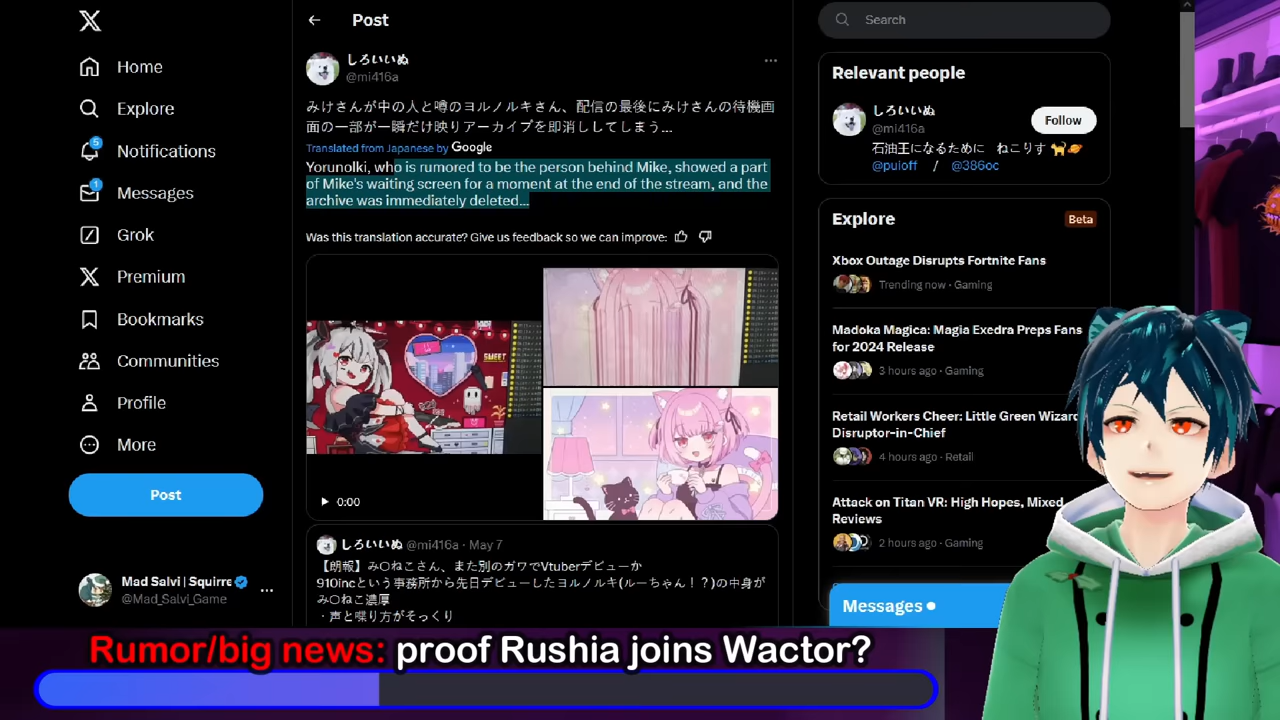 Post
しろいいぬ
@mi416a
みけさんが中の人と噂のヨルノルキさん、配信の最後にみけさんの待機画
面の一部が一瞬だけ映りアーカイブを即消ししてしまう...
Translated from Japanese by Google
Yorunolki, who is rumored to be the person behind Mike, showed a part
of Mike's waiting screen for a moment at the end of the stream, and the
archive was immediately deleted...
Was this translation accurate? Give us feedback so we can improve:
SWEET
0:00
しろいいぬ @mi416a · May 7
【朗報】み〇ねこさん、また別のガワでVtuberデビューか
910incという事務所から先日デビューしたヨルノルキ(ルーちゃん！？)の中身が
み〇ねこ濃厚
・声と喋り方がそっくり
Home
Explore
5
Notifications
1
Messages
Grok
Premium
Bookmarks
Communities
Profile
More
Post
Mad Salvi | Squirre
@Mad_Salvi_Game
Search
Relevant people
しろいいぬ
@mi416a
Follow
石油王になるために ねこりす
@puioff / @386oc
Explore
Beta
Xbox Outage Disrupts Fortnite Fans
Trending now · Gaming
Madoka Magica: Magia Exedra Preps Fans
for 2024 Release
3 hours ago · Gaming
Retail Workers Cheer: Little Green Wizard
Disruptor-in-Chief
4 hours ago · Retail
Attack on Titan VR: High Hopes, Mixed
Reviews
2 hours ago · Gaming
Messages
Rumor/big news: proof Rushia joins Wactor?